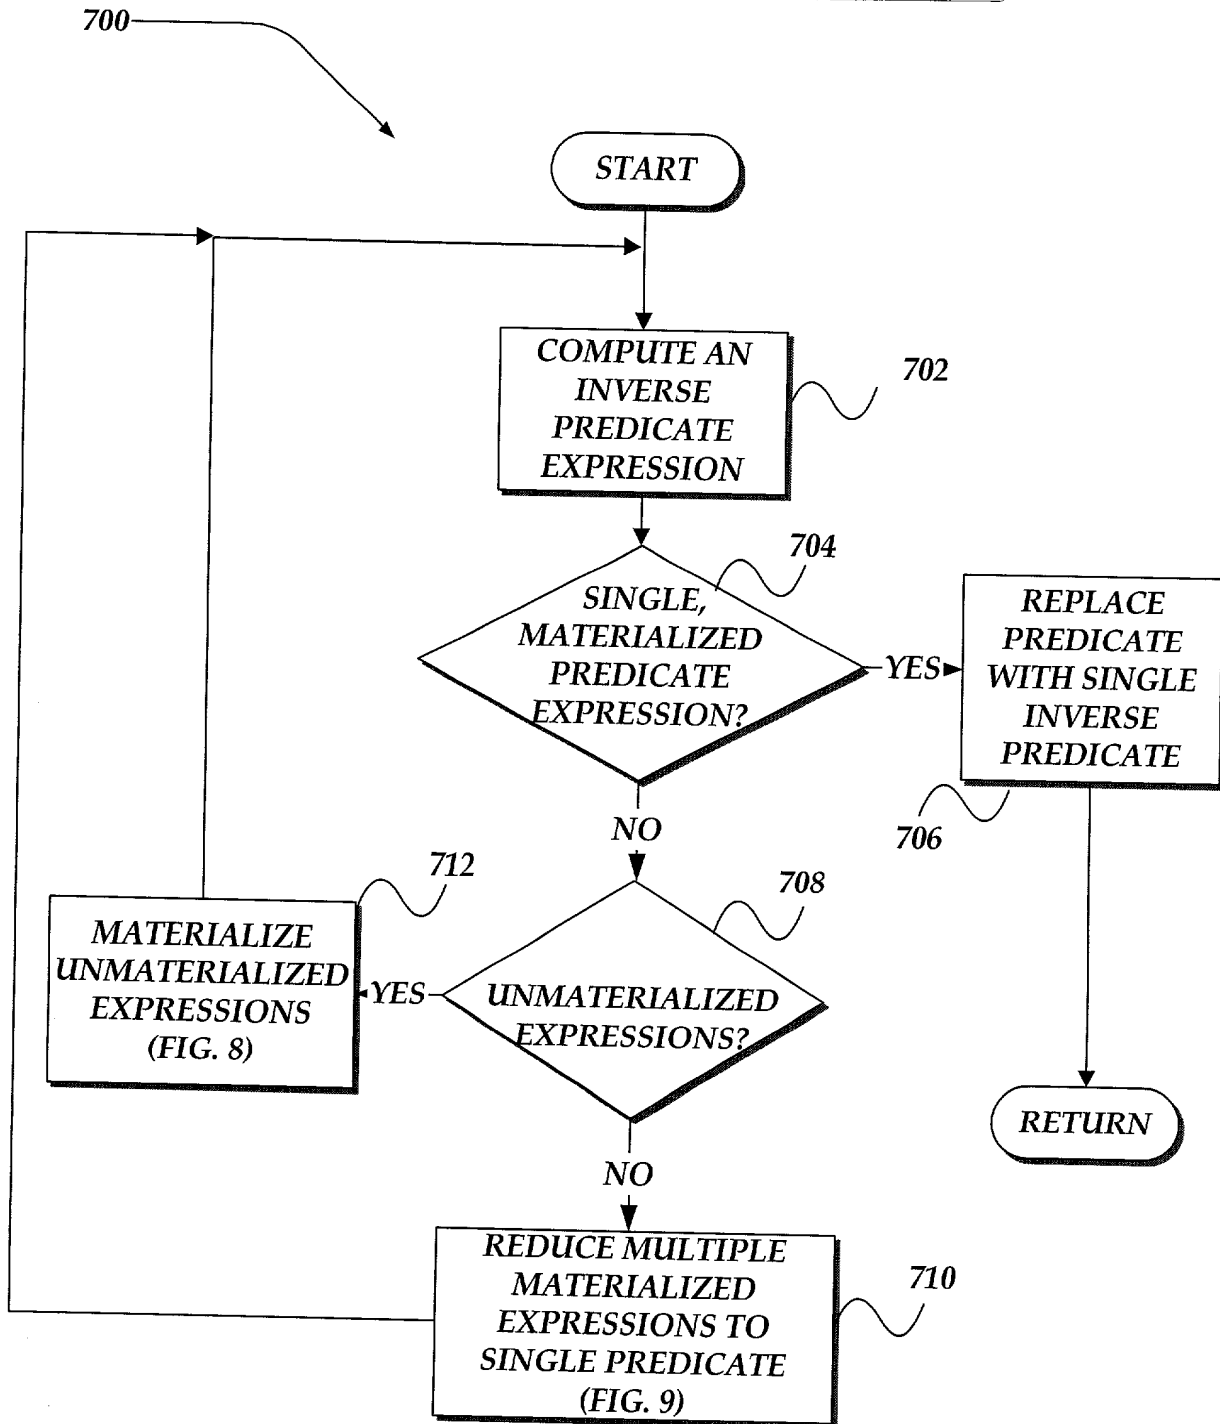 700
START
COMPUTE AN
INVERSE
PREDICATE
EXPRESSION
702
704
SINGLE,
MATERIALIZED
PREDICATE
EXPRESSION?
YES
REPLACE
PREDICATE
WITH SINGLE
INVERSE
PREDICATE
706
NO
712
708
MATERIALIZE
UNMATERIALIZED
EXPRESSIONS
(FIG. 8)
YES
UNMATERIALIZED
EXPRESSIONS?
RETURN
NO
REDUCE MULTIPLE
MATERIALIZED
EXPRESSIONS TO
SINGLE PREDICATE
(FIG. 9)
710